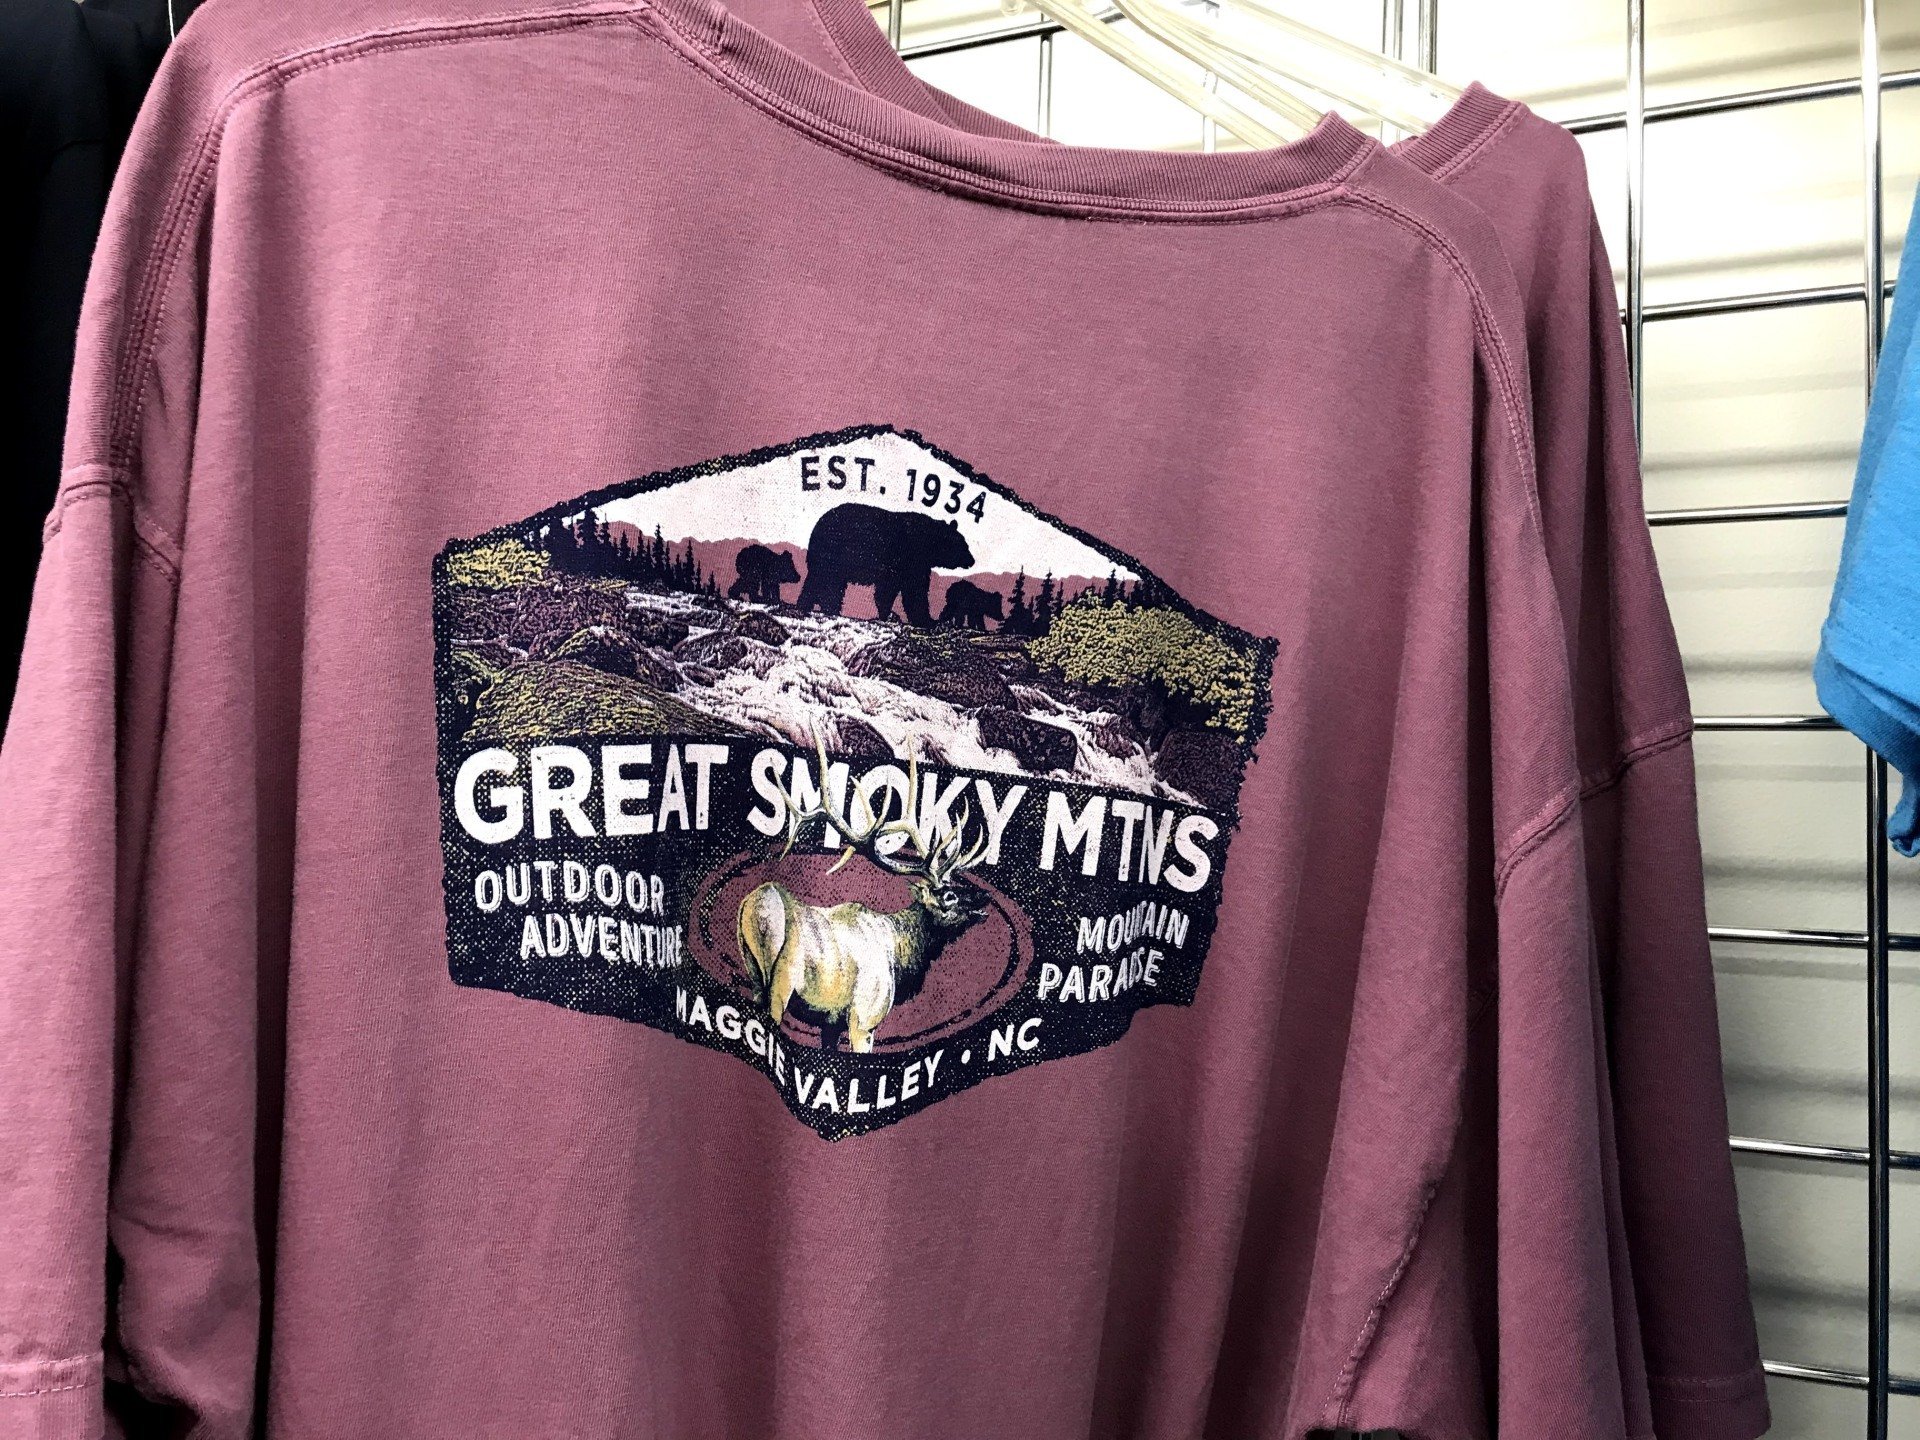 EST. 1934
GREAT SMOKY MTNS
OUTDOOR
ADVENTURE
MOUNTAIN
PARADISE
MAGGIE VALLEY • NC